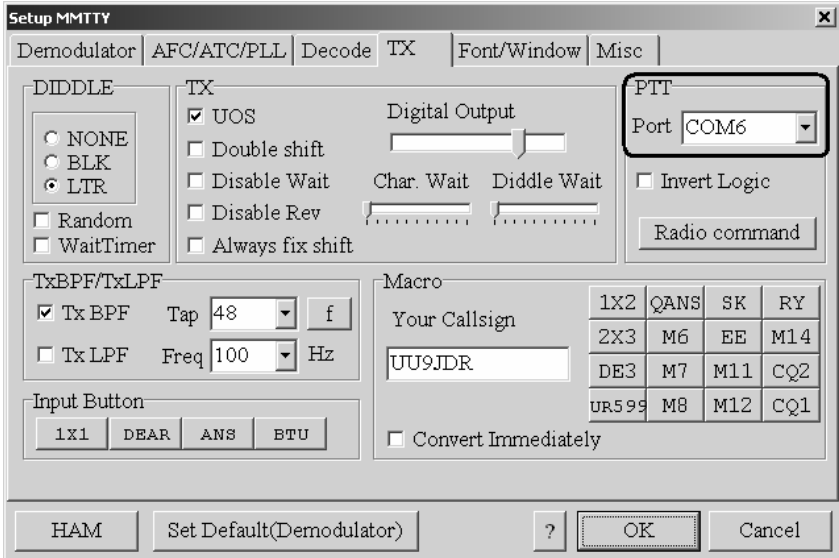 Setup MMTTY
Demodulator AFC/ATC/PLL Decode TX Font/Window Misc
DIDDLE
NONE
BLK
LTR
Random
WaitTimer
TX
UOS
Double shift
Disable Wait
Disable Rev
Always fix shift
Digital Output
Char. Wait Diddle Wait
PTT
Port COM6
Invert Logic
Radio command
TxBPF/TxLPF
Tx BPF Tap 48 f
Tx LPF Freq 100 Hz
Input Button
1X1 DEAR ANS BTU
Macro
Your Callsign
UU9JDR
Convert Immediately
1X2 QANS SK RY
2X3 M6 EE M14
DE3 M7 M11 CQ2
UR599 M8 M12 CQ1
HAM Set Default(Demodulator) ? OK Cancel